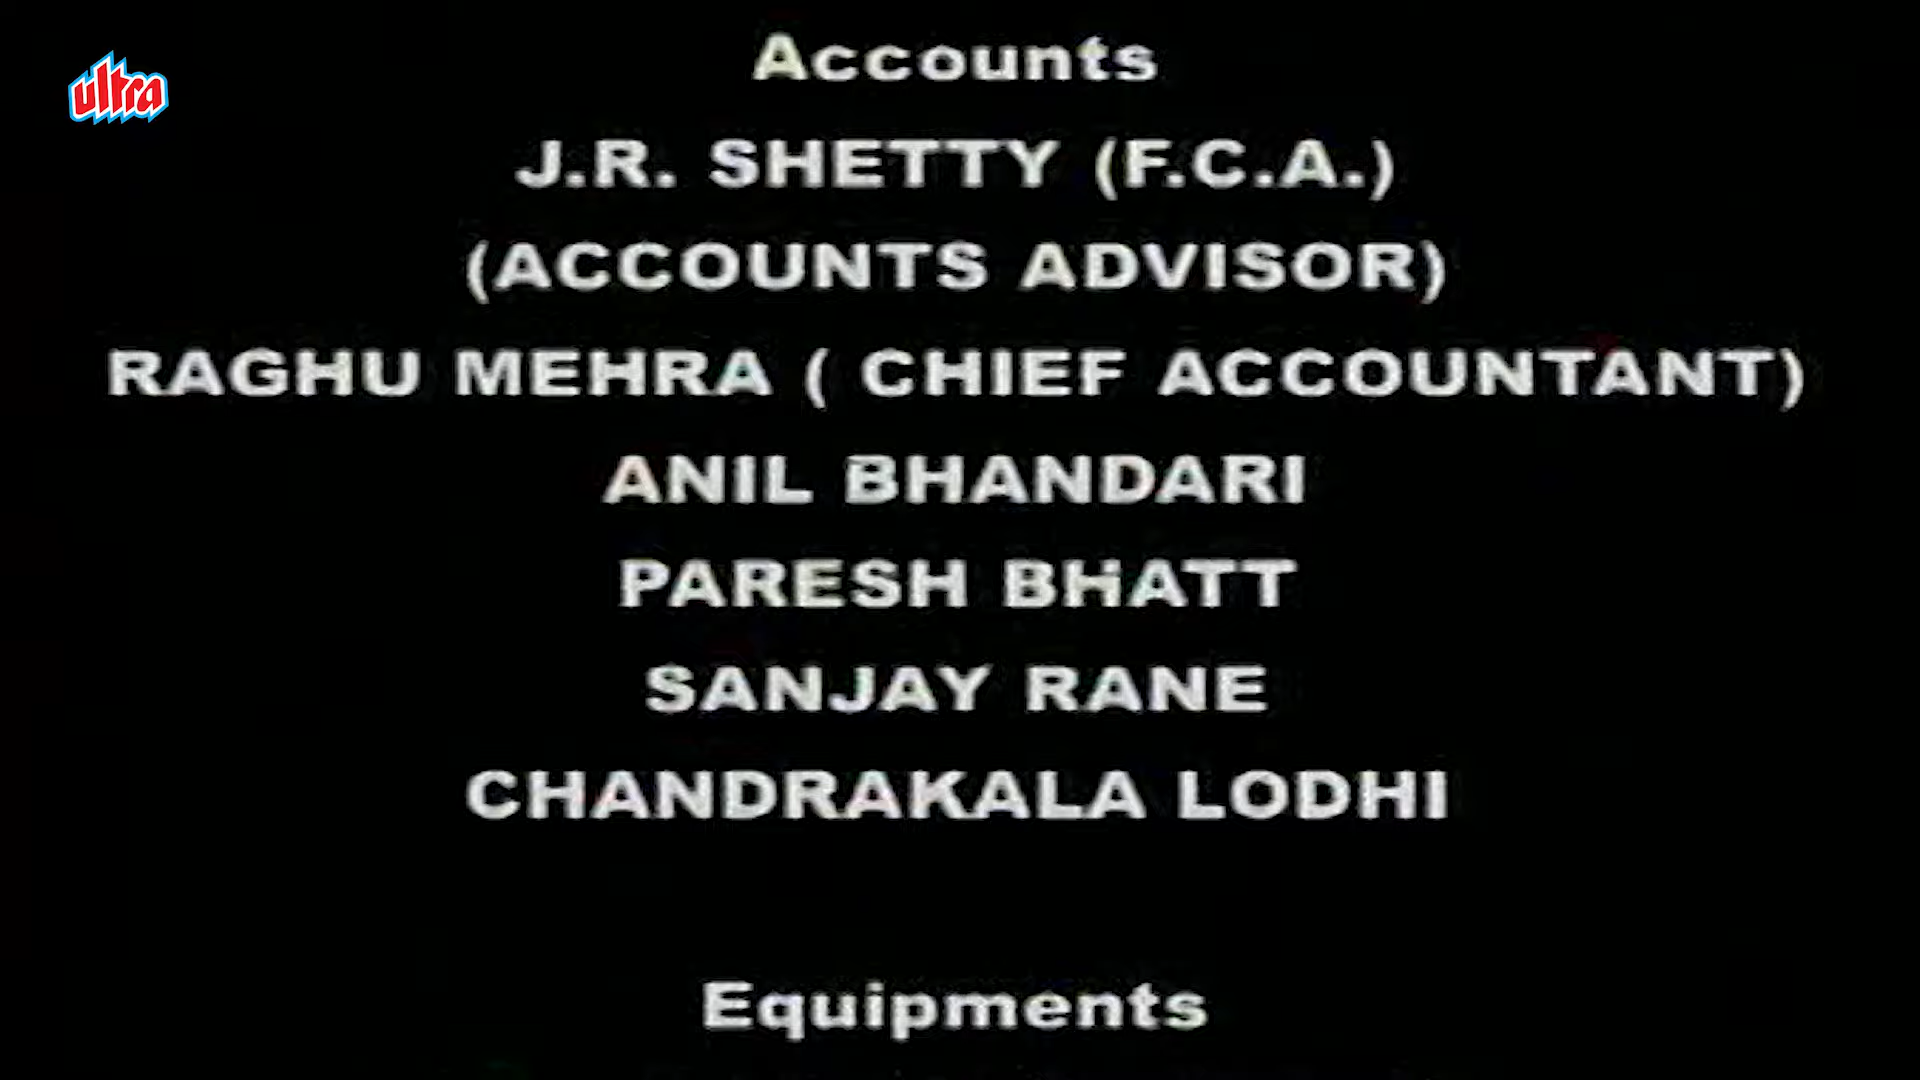 ultra
Accounts
J.R. SHETTY (F.C.A.)
(ACCOUNTS ADVISOR)
RAGHU MEHRA ( CHIEF ACCOUNTANT)
ANIL BHANDARI
PARESH BHATT
SANJAY RANE
CHANDRAKALA LODHI
Equipments